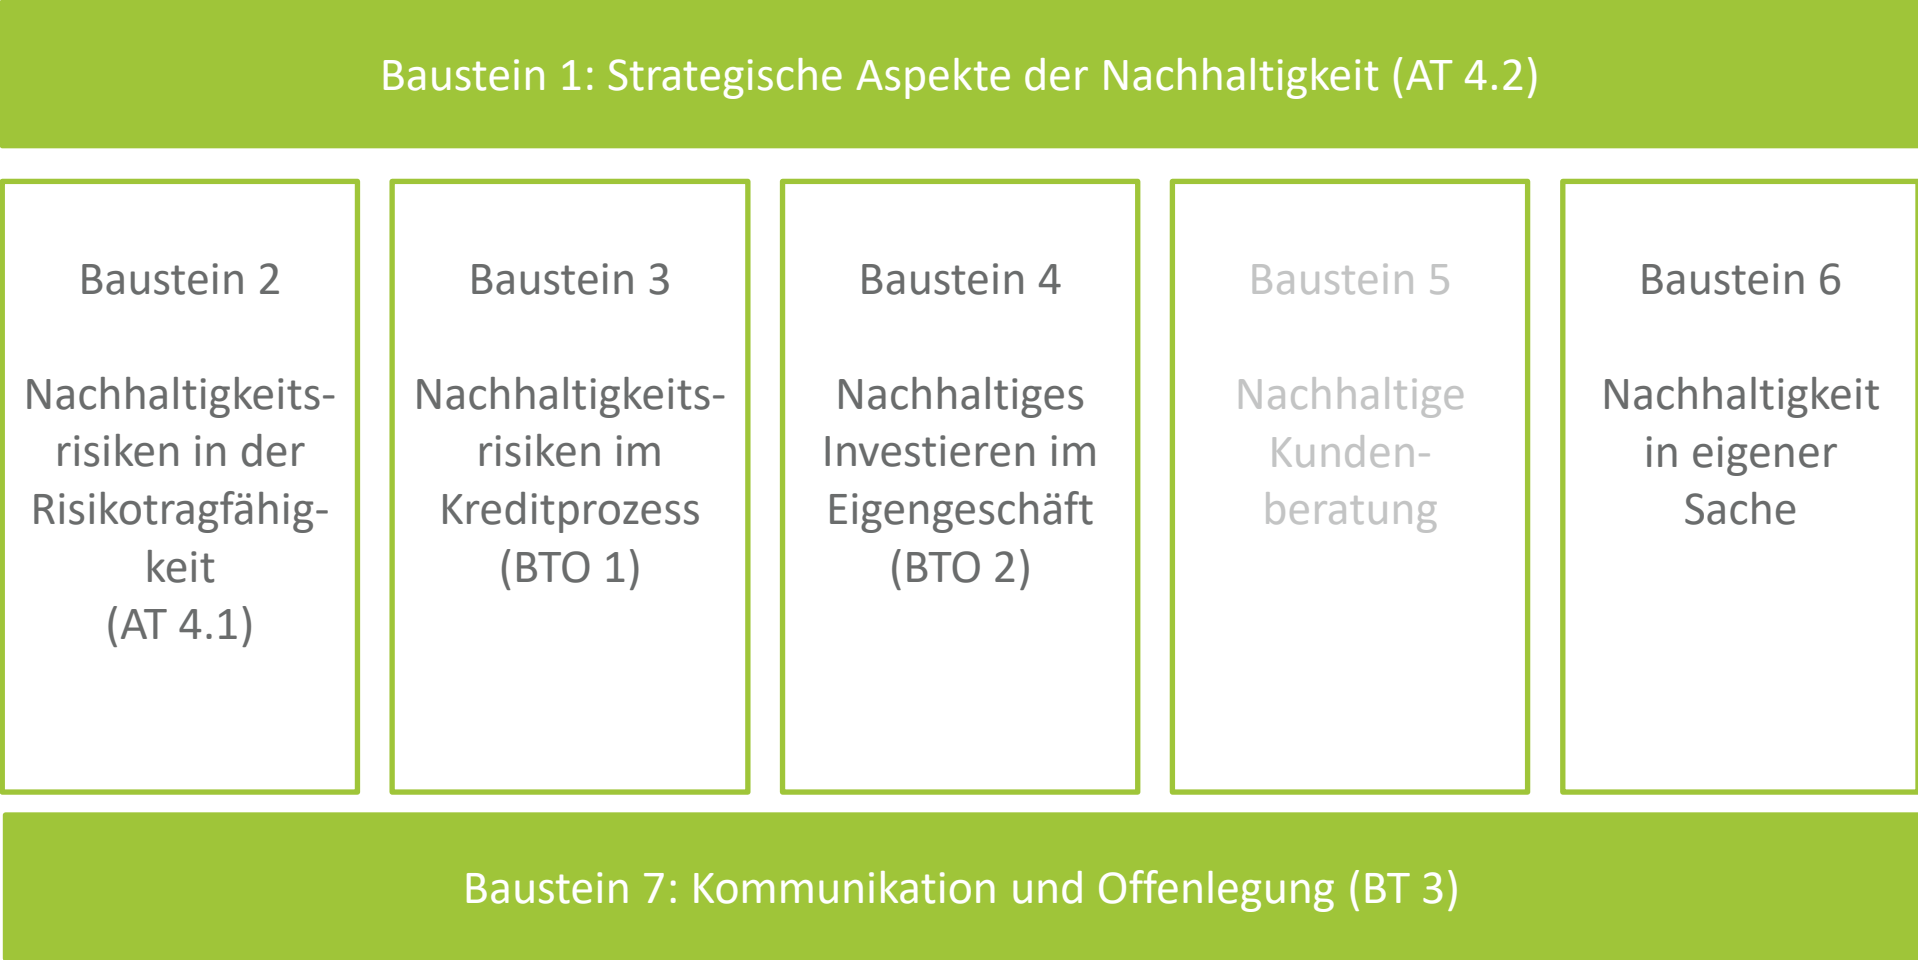 Baustein 1: Strategische Aspekte der Nachhaltigkeit (AT 4.2)
Baustein 2
Nachhaltigkeits-
risiken in der
Risikotragfähig-
keit
(AT 4.1)
Baustein 3
Nachhaltigkeits-
risiken im
Kreditprozess
(BTO 1)
Baustein 4
Nachhaltiges
Investieren im
Eigengeschäft
(BTO 2)
Baustein 5
Nachhaltige
Kunden-
beratung
Baustein 6
Nachhaltigkeit
in eigener
Sache
Baustein 7: Kommunikation und Offenlegung (BT 3)